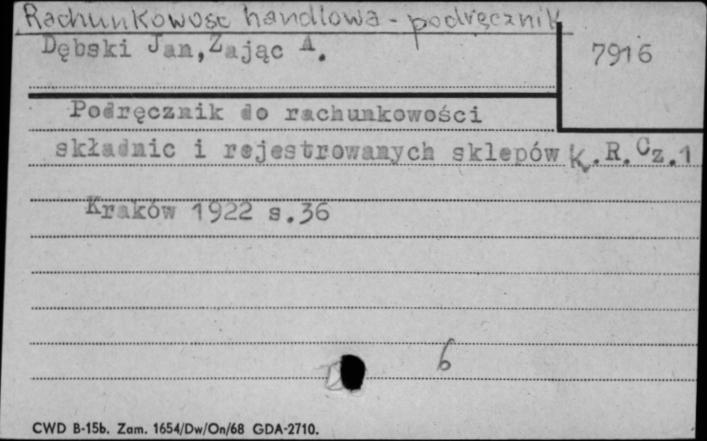 Rachunkowość handlowa - podręcznik
Dębski Jan, Zając A.
7916
Podręcznik do rachunkowości
składnic i rejestrowanych sklepów K.R. Cz.1
Kraków 1922 s.36
6
CWD B-15b. Zam. 1654/Dw/On/68 GDA-2710.